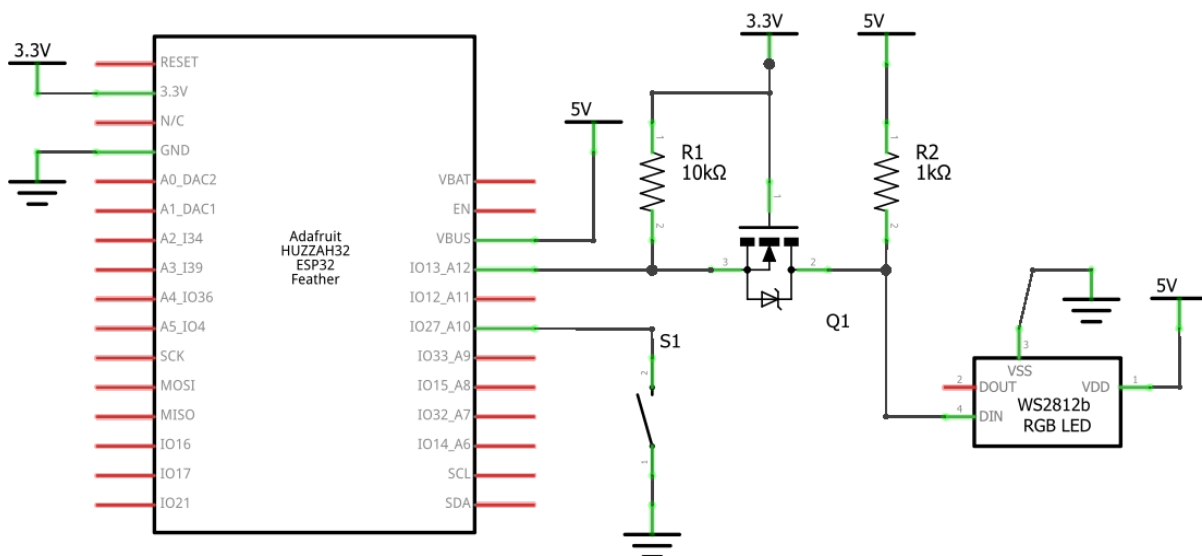 3.3V
RESET
3.3V
N/C
GND
A0_DAC2
A1_DAC1
A2_I34
A3_I39
A4_IO36
A5_IO4
SCK
MOSI
MISO
IO16
IO17
IO21
Adafruit
HUZZAH32
ESP32
Feather
VBAT
EN
VBUS
IO13_A12
IO12_A11
IO27_A10
IO33_A9
IO15_A8
IO32_A7
IO14_A6
SCL
SDA
5V
3.3V
5V
1
R1
10kΩ
2
1
R2
1kΩ
2
1
3
2
Q1
S1
2
1
5V
3
VSS
2
DOUT
VDD
1
4
DIN
WS2812b
RGB LED